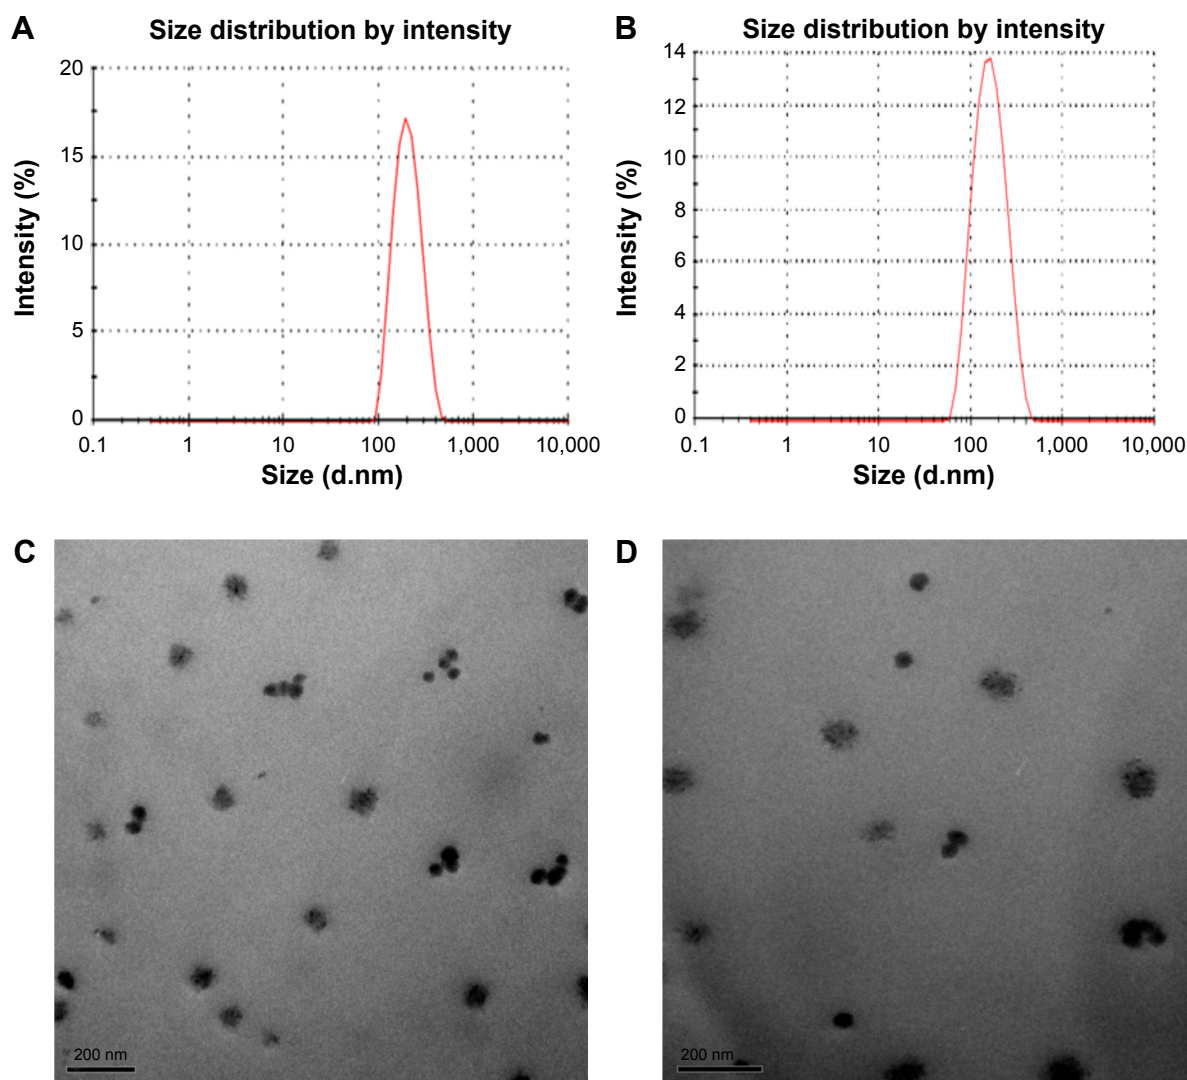 A
Size distribution by intensity
20
15
10
5
0
Intensity (%)
0.1 1 10 100 1,000 10,000
Size (d.nm)
B
Size distribution by intensity
14
12
10
8
6
4
2
0
Intensity (%)
0.1 1 10 100 1,000 10,000
Size (d.nm)
C
200 nm
D
200 nm